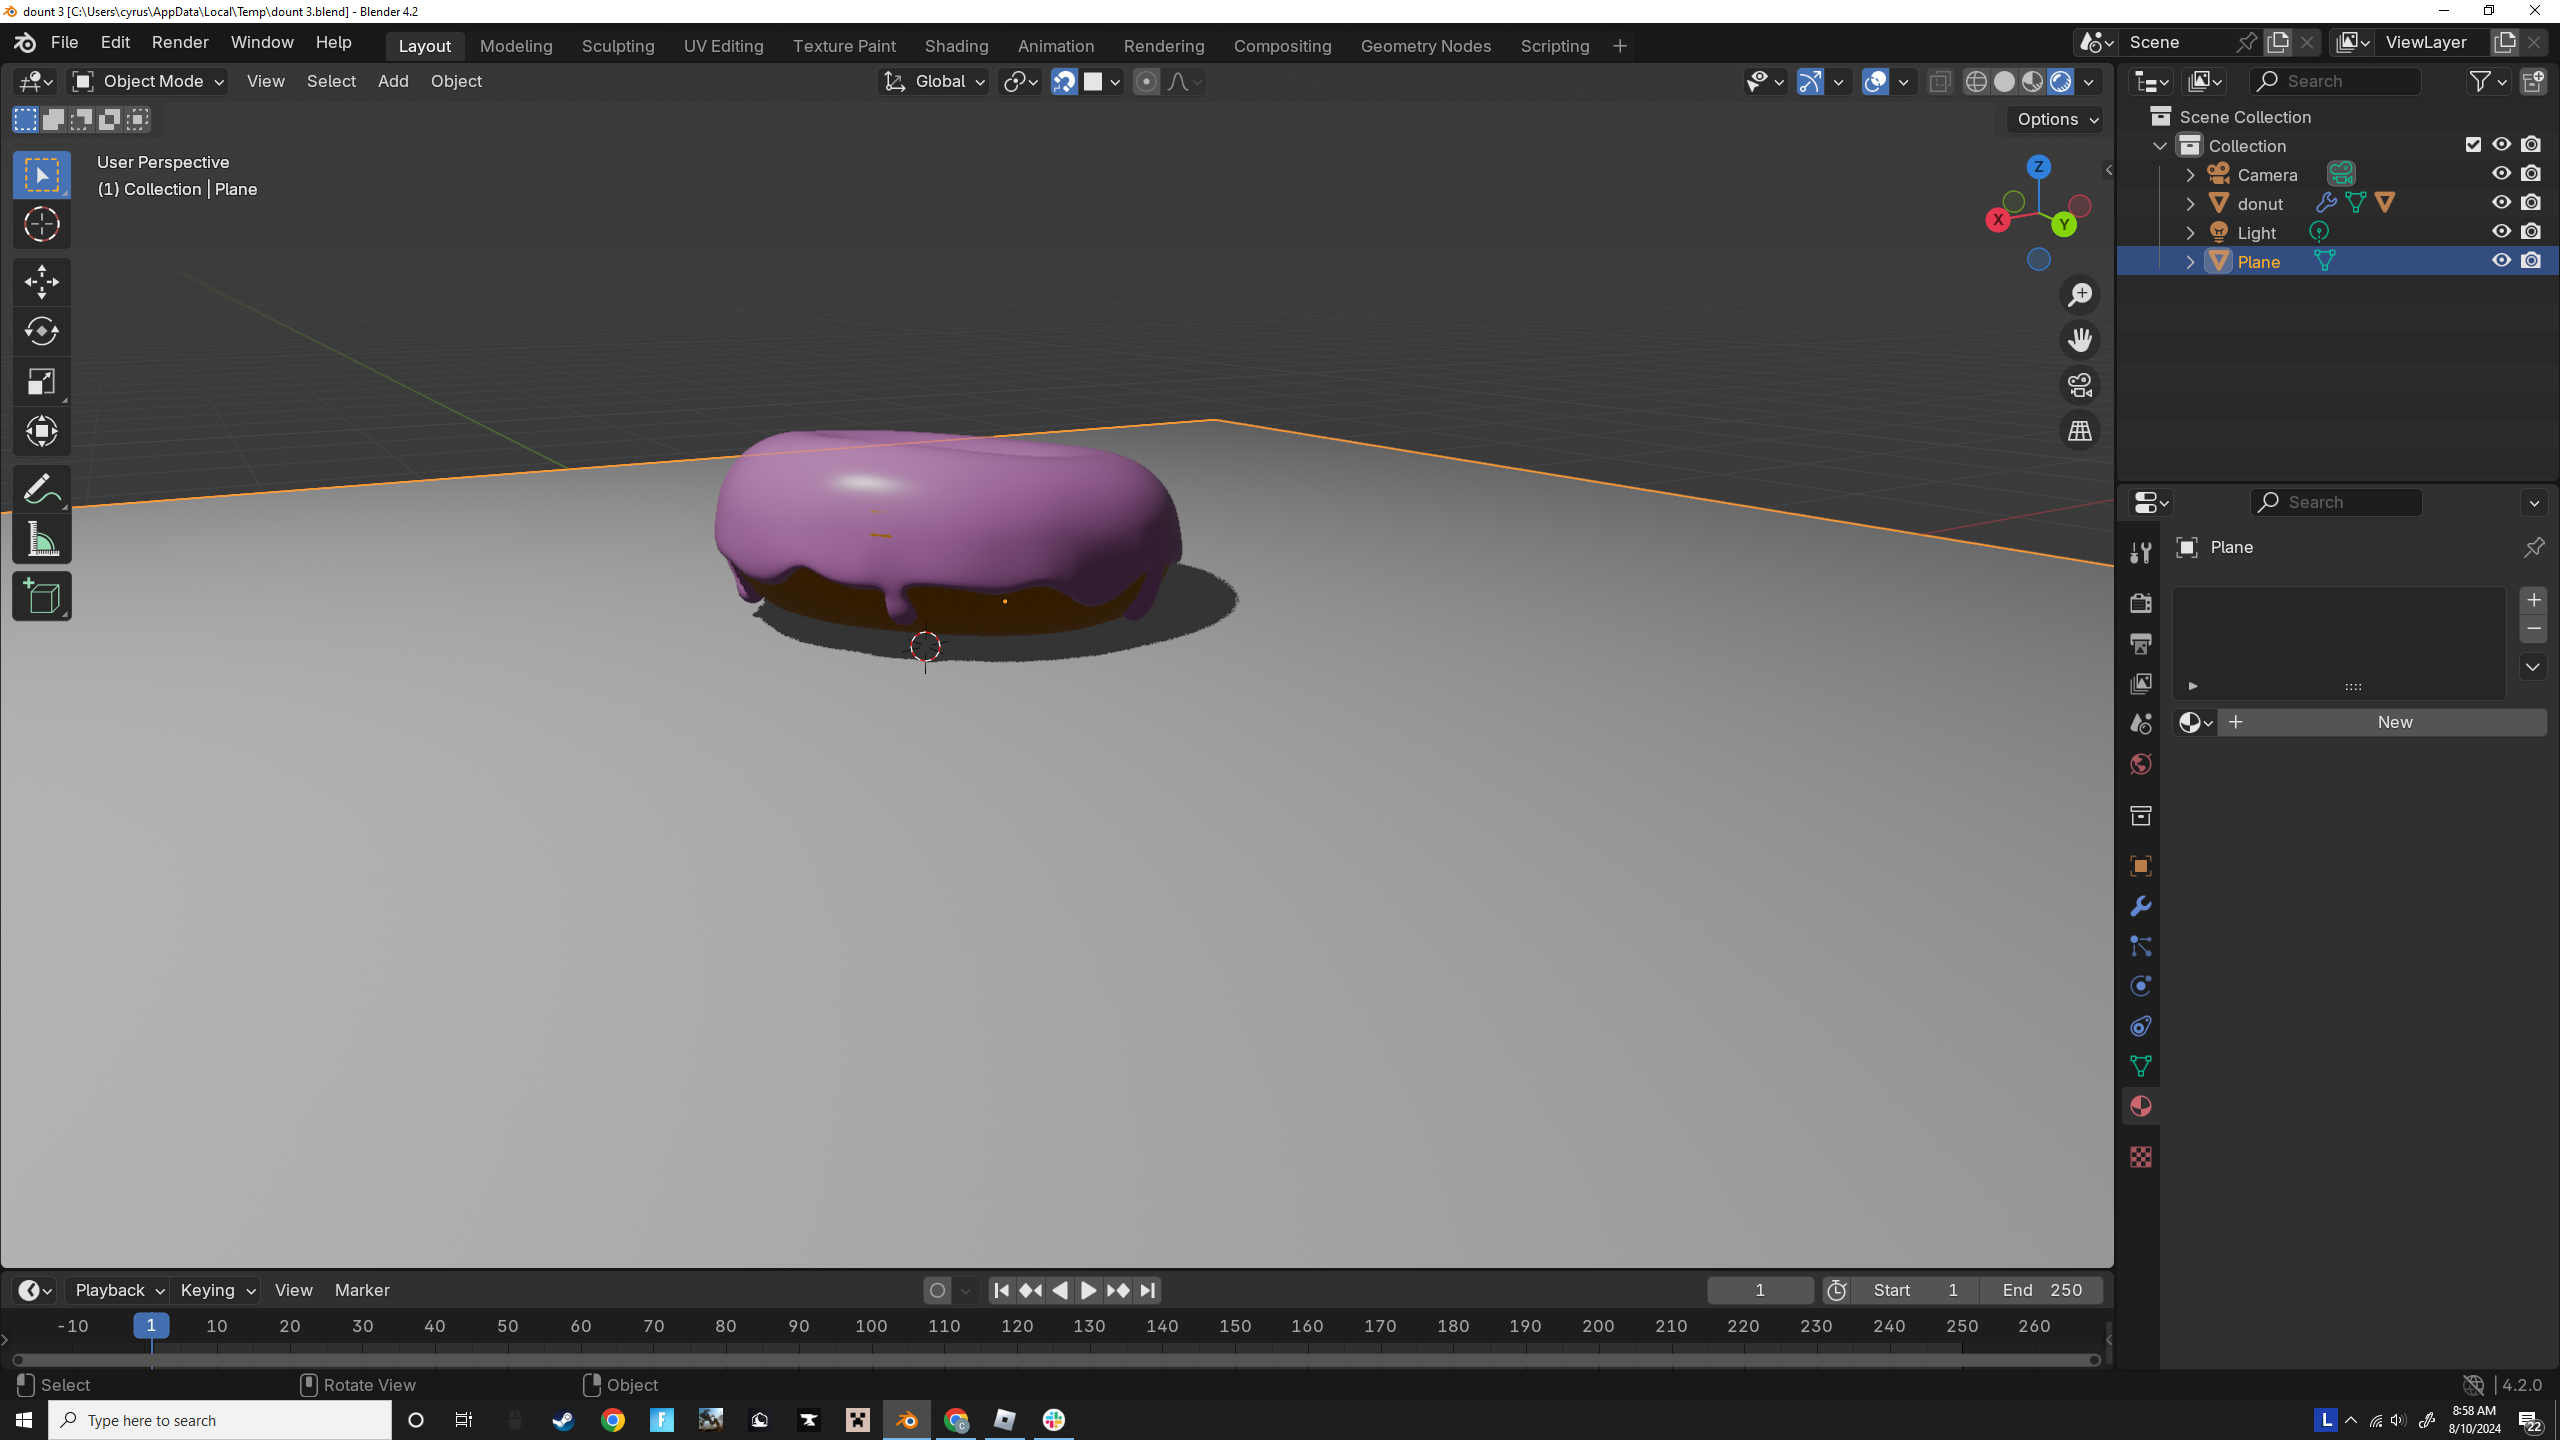 dount 3 [C:\Users\cyrus\AppData\Local\Temp\dount 3.blend] - Blender 4.2
File Edit Render Window Help Layout Modeling Sculpting UV Editing Texture Paint Shading Animation Rendering Compositing Geometry Nodes Scripting Scene ViewLayer
Object Mode View Select Add Object Global Search
Options
User Perspective
(1) Collection | Plane
Z
X
Y
Scene Collection
Collection
Camera
donut
Light
Plane
Search
Plane
New
Playback Keying View Marker 1 Start 1 End 250
-10 1 10 20 30 40 50 60 70 80 90 100 110 120 130 140 150 160 170 180 190 200 210 220 230 240 250 260
Select Rotate View Object 4.2.0
Type here to search
L
8:58 AM
8/10/2024
22